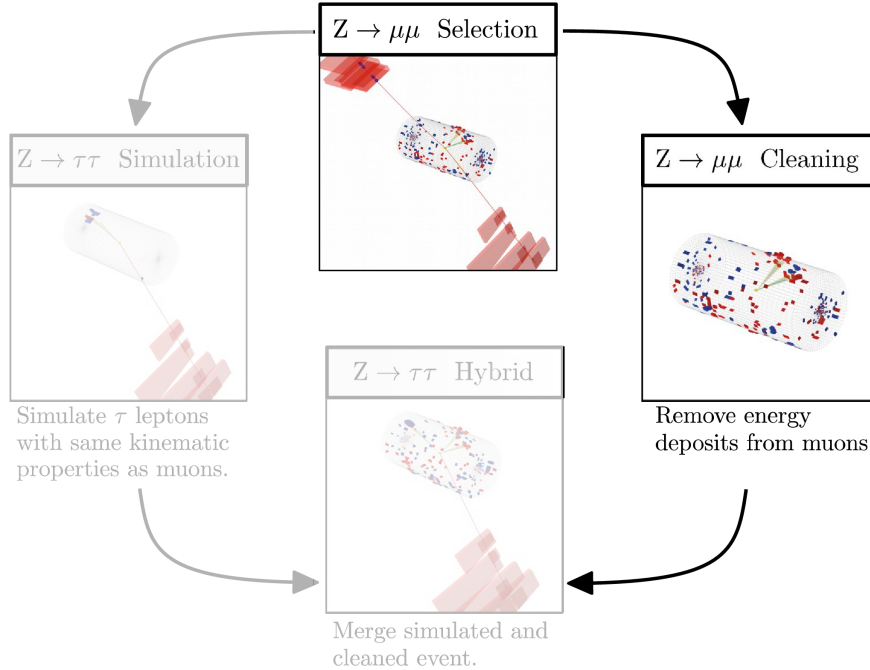 Z → μμ Selection
Z → ττ Simulation
Z → μμ Cleaning
Z → ττ Hybrid
Simulate τ leptons
with same kinematic
properties as muons.
Remove energy
deposits from muons
Merge simulated and
cleaned event.